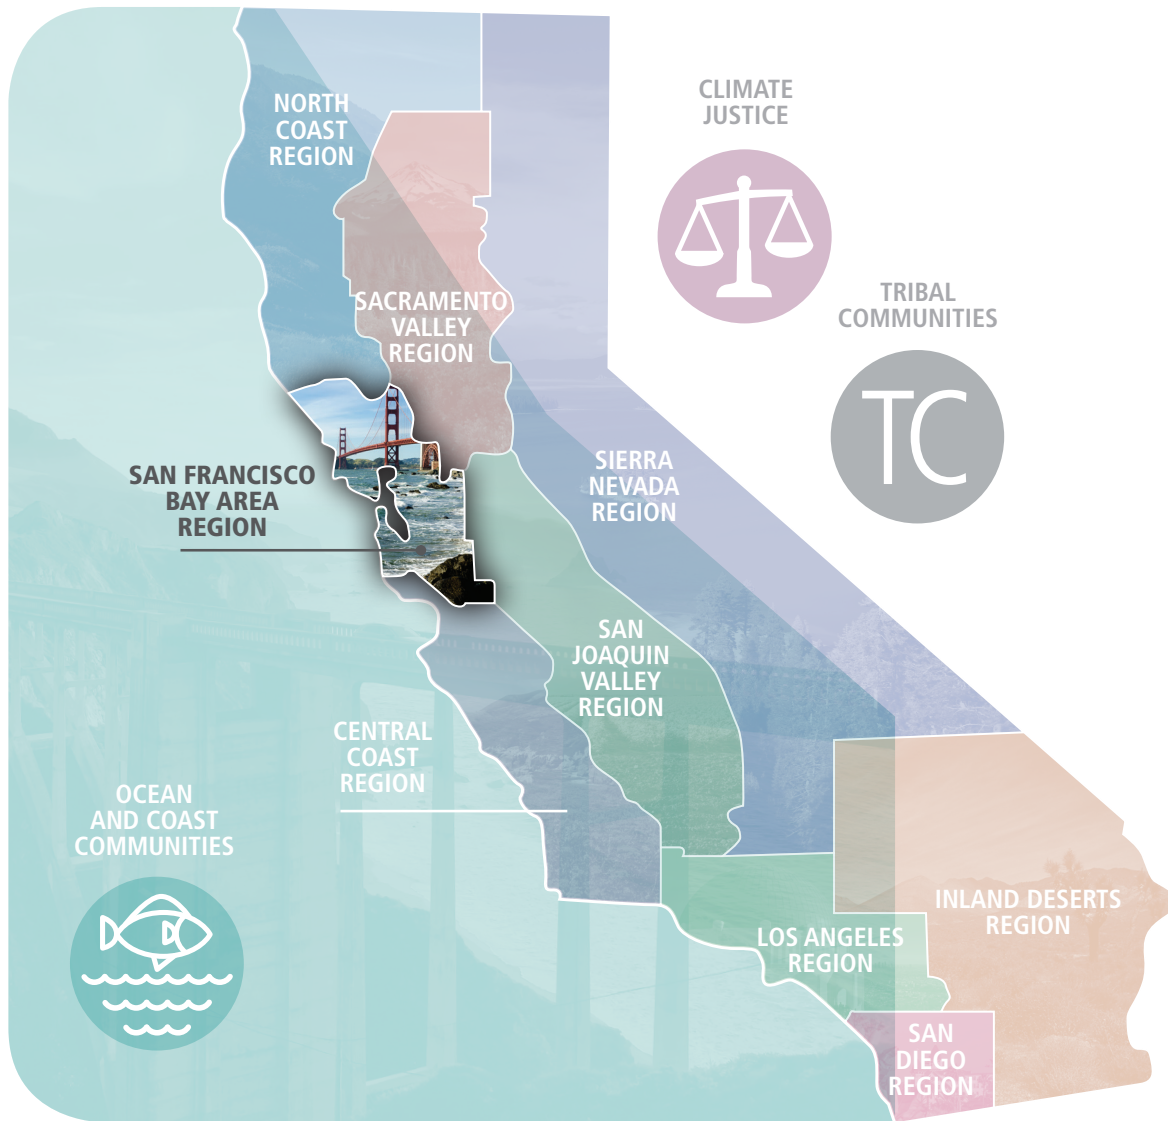 CLIMATE
JUSTICE
NORTH
COAST
REGION
TRIBAL
COMMUNITIES
TC
SACRAMENTO
VALLEY
REGION
SAN FRANCISCO
BAY AREA
REGION
SIERRA
NEVADA
REGION
SAN
JOAQUIN
VALLEY
REGION
CENTRAL
COAST
REGION
OCEAN
AND COAST
COMMUNITIES
INLAND DESERTS
REGION
LOS ANGELES
REGION
SAN
DIEGO
REGION